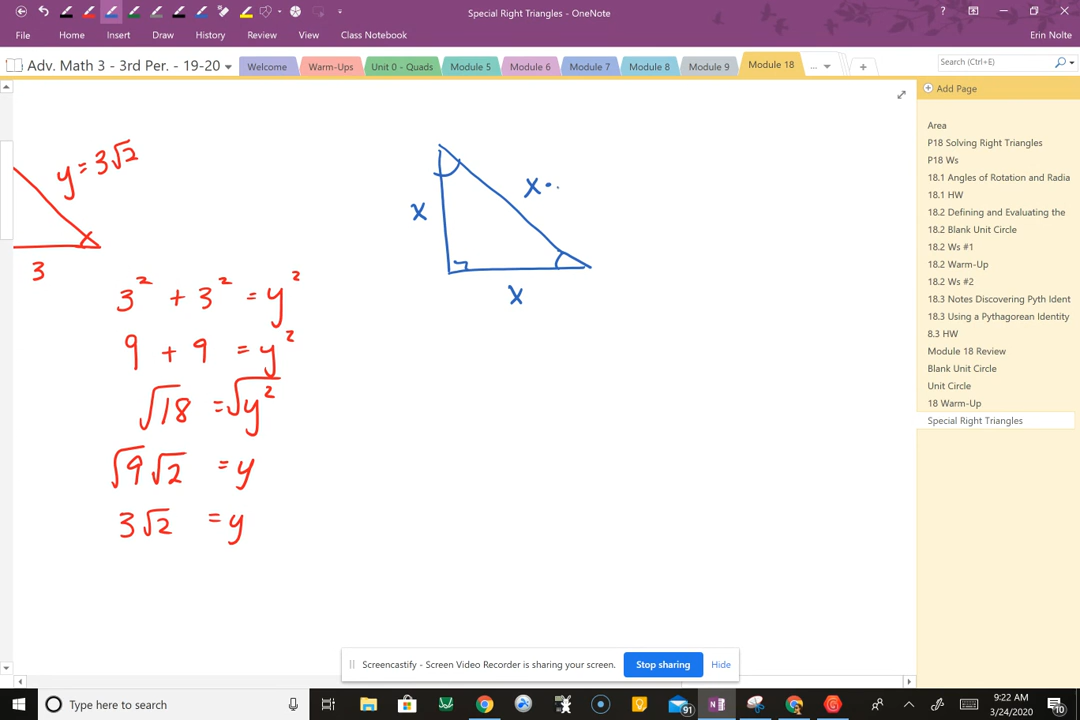 Special Right Triangles - OneNote
?
File Home Insert Draw History Review View Class Notebook
Erin Nolte
Adv. Math 3 - 3rd Per. - 19-20
Welcome Warm-Ups Unit 0 - Quads Module 5 Module 6 Module 7 Module 8 Module 9 Module 18 ... +
Search (Ctrl+E)
Add Page
Area
P18 Solving Right Triangles
P18 Ws
18.1 Angles of Rotation and Radia
18.1 HW
18.2 Defining and Evaluating the
18.2 Blank Unit Circle
18.2 Ws #1
18.2 Warm-Up
18.2 Ws #2
18.3 Notes Discovering Pyth Ident
18.3 Using a Pythagorean Identity
8.3 HW
Module 18 Review
Blank Unit Circle
Unit Circle
18 Warm-Up
Special Right Triangles
y = 3√2
3
3² + 3² = y²
9 + 9 = y²
√18 = √y²
√9 √2 = y
3√2 = y
x
x ·
x
Screencastify - Screen Video Recorder is sharing your screen.
Stop sharing
Hide
Type here to search
91
9:22 AM
3/24/2020
10